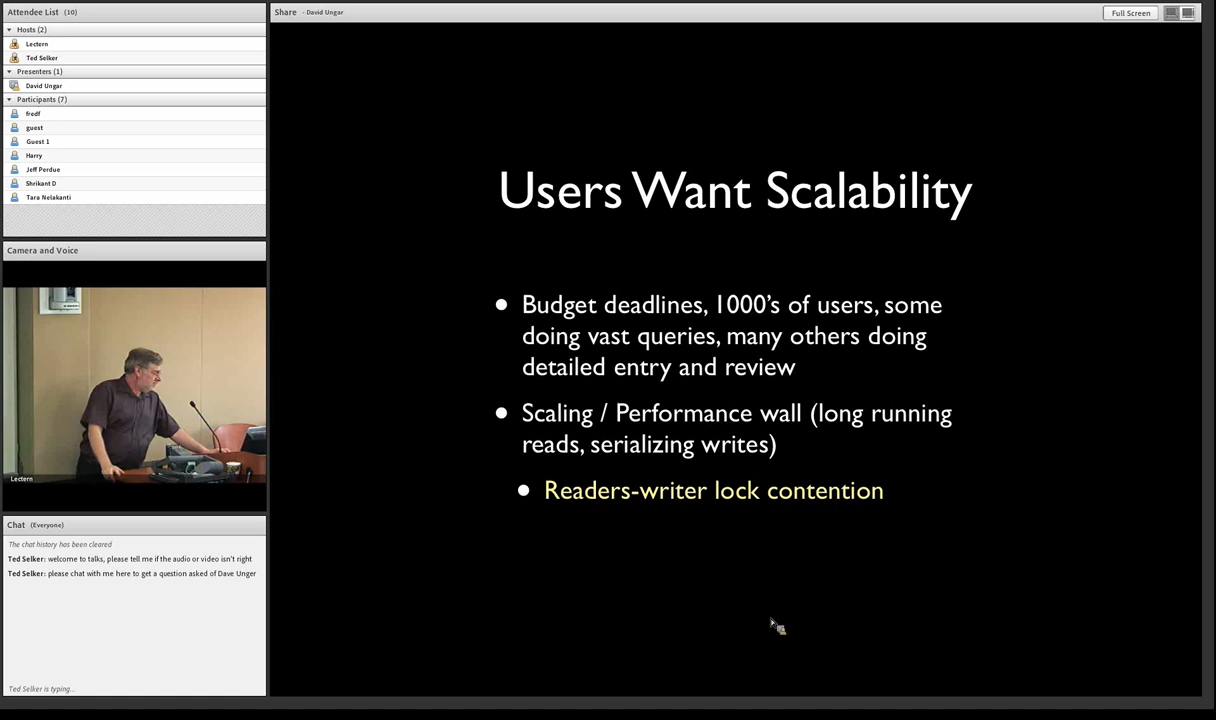 Attendee List (10)
Hosts (2)
Lectern
Ted Selker
Presenters (1)
David Ungar
Participants (7)
fredf
guest
Guest 1
Harry
Jeff Perdue
Shrikant D
Tara Nelakanti
Camera and Voice
Lectern
Chat (Everyone)
The chat history has been cleared
Ted Selker: welcome to talks, please tell me if the audio or video isn't right
Ted Selker: please chat with me here to get a question asked of Dave Unger
Ted Selker is typing...
Share - David Ungar
Full Screen
Users Want Scalability
• Budget deadlines, 1000's of users, some
doing vast queries, many others doing
detailed entry and review
• Scaling / Performance wall (long running
reads, serializing writes)
• Readers-writer lock contention